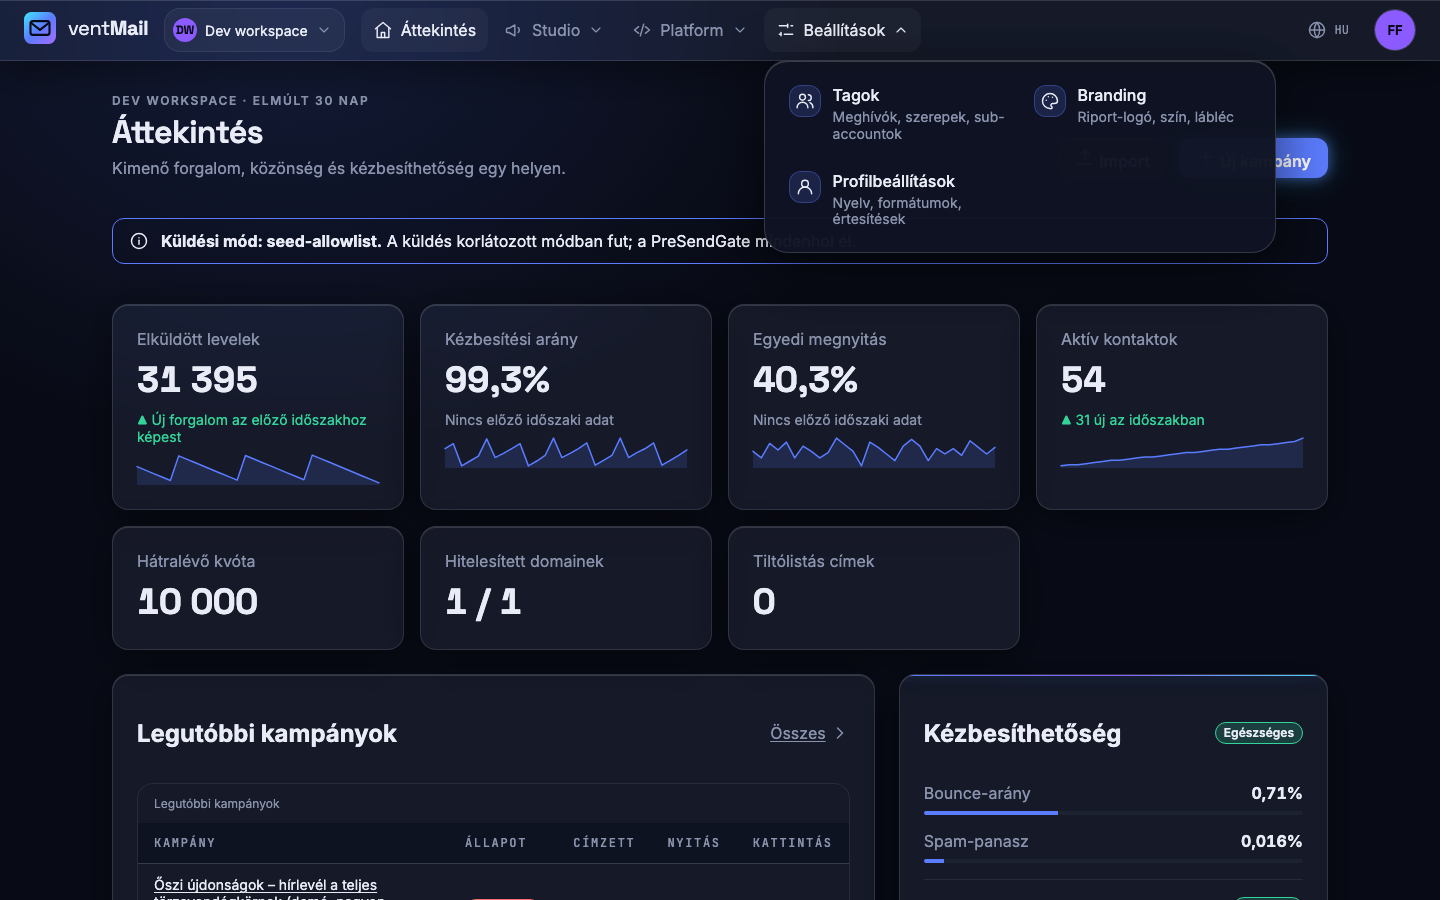 ventMail
DW Dev workspace
Áttekintés
Studio
Platform
Beállítások
HU
FF
Tagok
Meghívók, szerepek, sub-
accountok
Branding
Riport-logó, szín, lábléc
Profilbeállítások
Nyelv, formátumok,
értesítések
DEV WORKSPACE · ELMÚLT 30 NAP
Áttekintés
Kimenő forgalom, közönség és kézbesíthetőség egy helyen.
Import
Új kampány
Küldési mód: seed-allowlist. A küldés korlátozott módban fut; a PreSendGate mindenhol él.
Elküldött levelek
31 395
▲ Új forgalom az előző időszakhoz
képest
Kézbesítési arány
99,3%
Nincs előző időszaki adat
Egyedi megnyitás
40,3%
Nincs előző időszaki adat
Aktív kontaktok
54
▲ 31 új az időszakban
Hátralévő kvóta
10 000
Hitelesített domainek
1 / 1
Tiltólistás címek
0
Legutóbbi kampányok
Összes
Legutóbbi kampányok
KAMPÁNY ÁLLAPOT CÍMZETT NYITÁS KATTINTÁS
Őszi újdonságok – hírlevél a teljes
Kézbesíthetőség
Egészséges
Bounce-arány 0,71%
Spam-panasz 0,016%